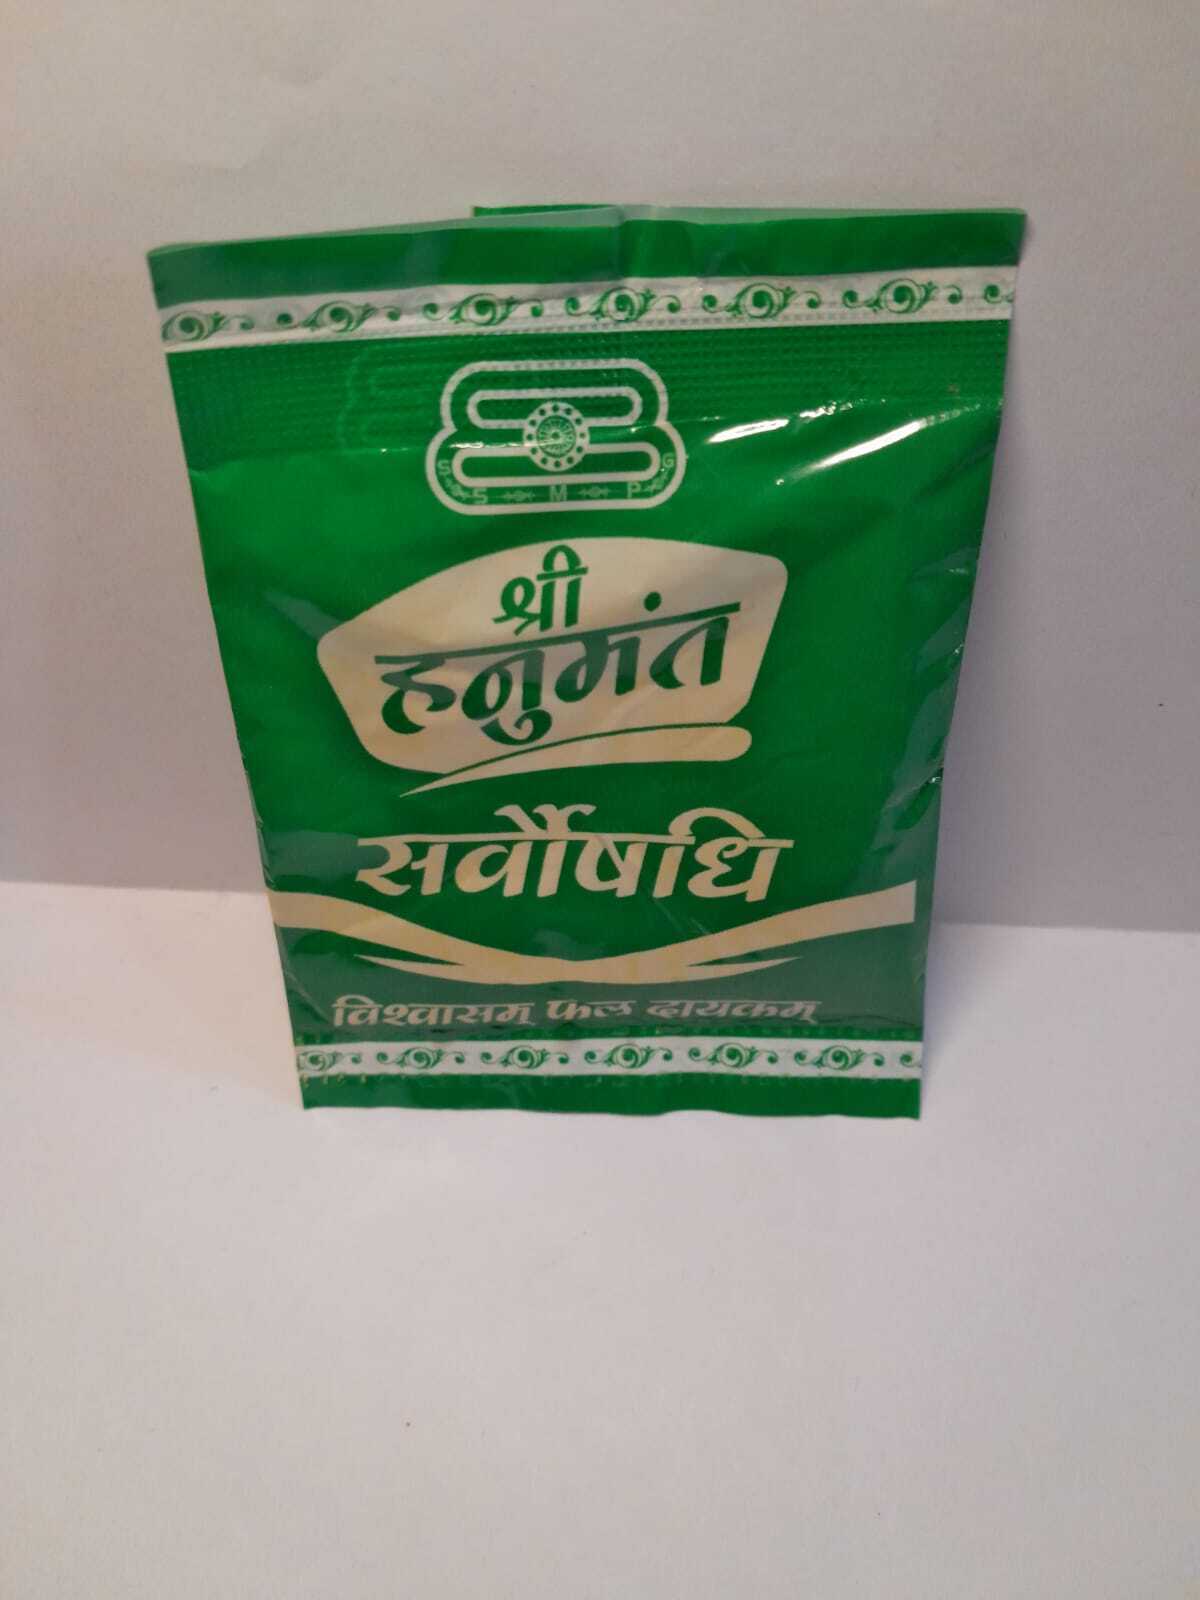 S S M P G
श्री
हनुमंत
सर्वौषधि
विश्वासम् फल दायकम्